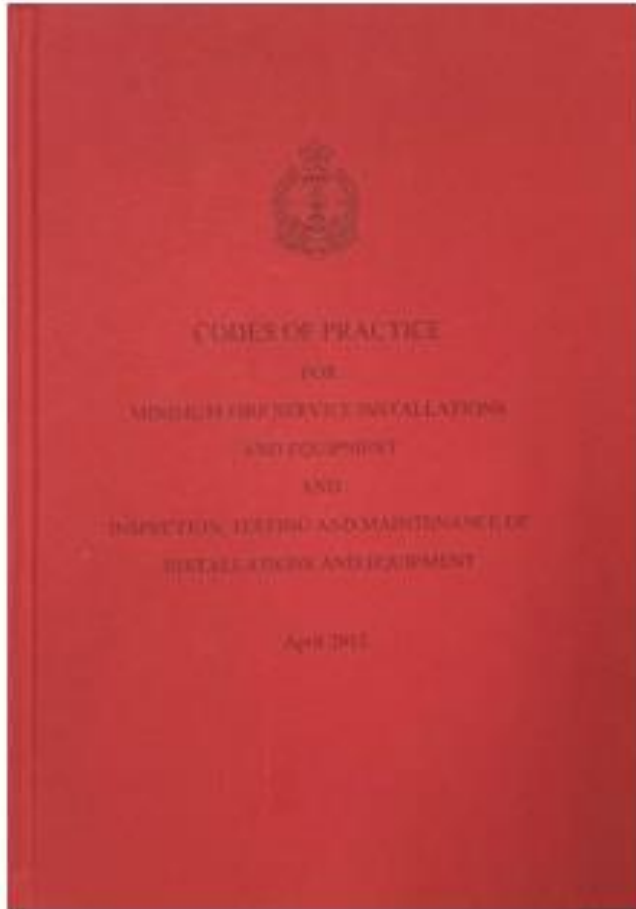 CODES OF PRACTICE
FOR
MINIMUM FIRE SERVICE INSTALLATIONS
AND EQUIPMENT
AND
INSPECTION, TESTING AND MAINTENANCE OF
INSTALLATIONS AND EQUIPMENT
April 2012